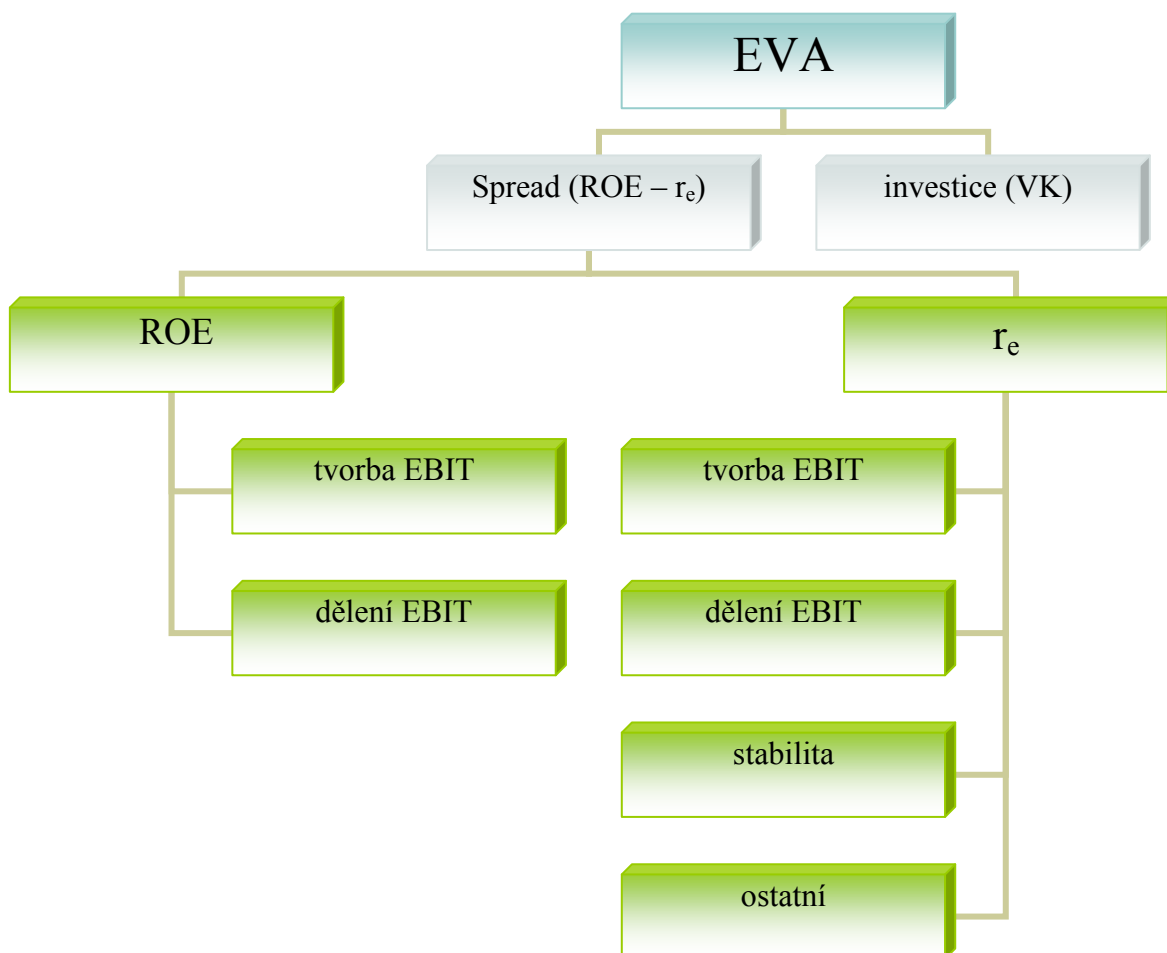 EVA
Spread (ROE – rₑ)
investice (VK)
ROE
rₑ
tvorba EBIT
tvorba EBIT
dělení EBIT
dělení EBIT
stabilita
ostatní